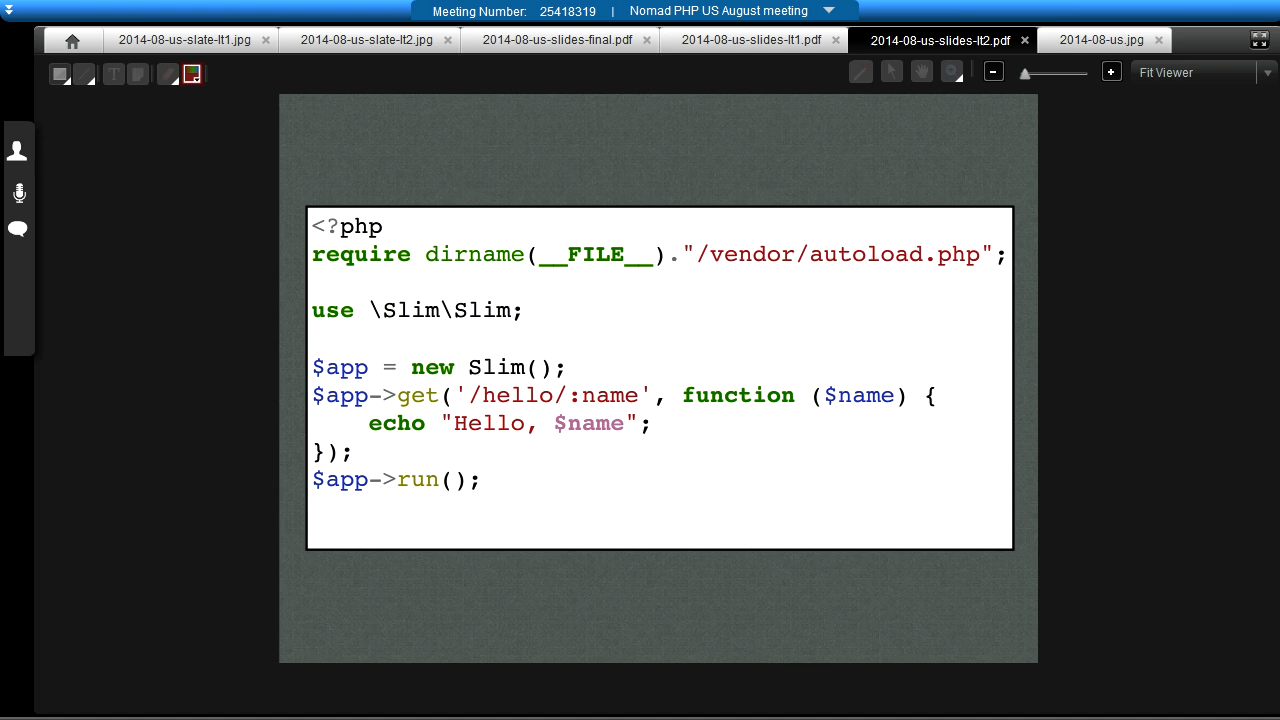 Meeting Number: 25418319 | Nomad PHP US August meeting
2014-08-us-slate-lt1.jpg 2014-08-us-slate-lt2.jpg 2014-08-us-slides-final.pdf 2014-08-us-slides-lt1.pdf 2014-08-us-slides-lt2.pdf 2014-08-us.jpg
T Fit Viewer
<?php
require dirname(__FILE__)."/vendor/autoload.php";
use \Slim\Slim;
$app = new Slim();
$app->get('/hello/:name', function ($name) {
    echo "Hello, $name";
});
$app->run();